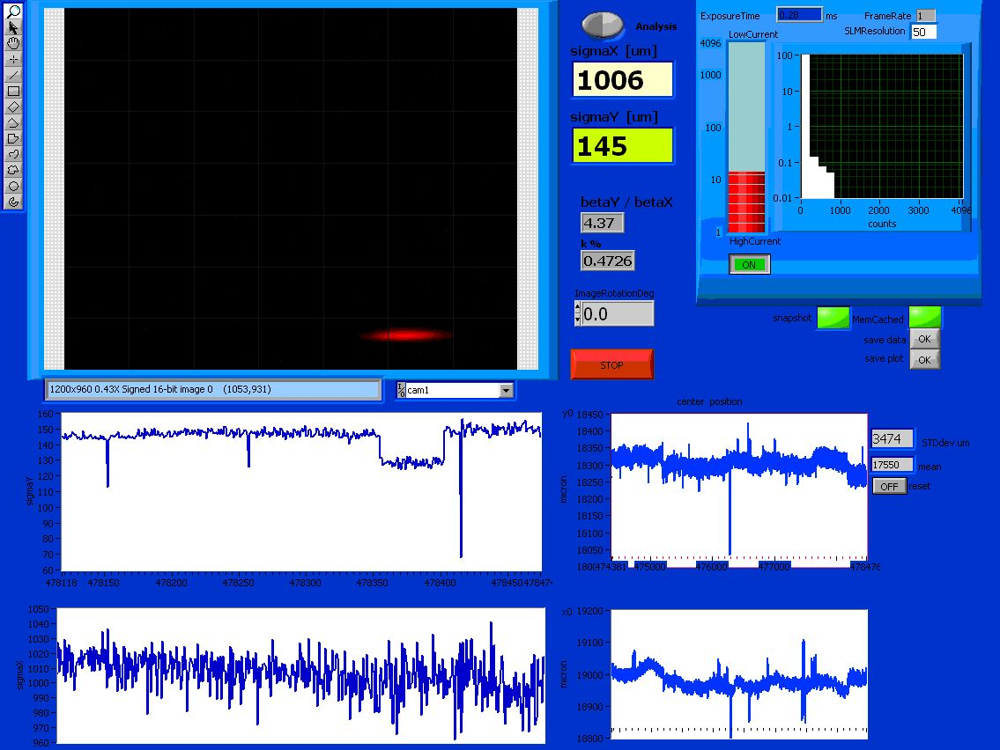 ExposureTime 0.28 ms FrameRate 1
Analysis
LowCurrent SLMResolution 50
sigmaX [um]
1006
sigmaY [um]
145
4096
1000
100
10
1
100
10
1
0.1
0.01
0 1000 2000 3000 4096
counts
HighCurrent
ON
betaY / betaX
4.37
k %
0.4726
ImageRotationDeg
0.0
snapshot MemCached
save data OK
save plot OK
STOP
1200x960 0.43X Signed 16-bit image 0 (1053,931)
I/O cam1
160
150
140
130
120
110
100
90
80
70
60
sigmaY
478118 478150 478200 478250 478300 478350 478400 478450
center position
y0
18450
18400
18350
18300
18250
18200
18150
18100
18050
micron
474381 475000 476000 477000 478476
3474 STDdev um
17550 mean
OFF reset
1050
1040
1030
1020
1010
1000
990
980
970
960
sigmaX
x0
19200
19100
19000
18900
18800
micron